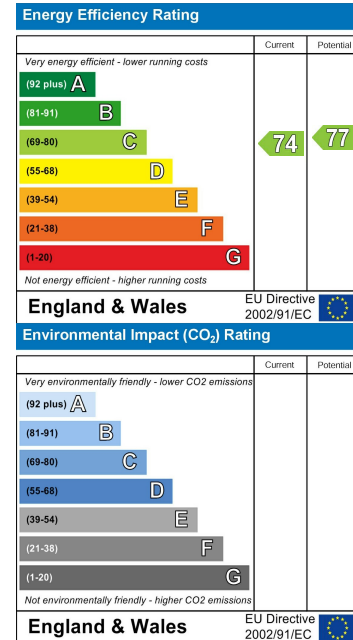 Energy Efficiency Rating
Current Potential
Very energy efficient - lower running costs
(92 plus) A
(81-91) B
(69-80) C
74 77
(55-68) D
(39-54) E
(21-38) F
(1-20) G
Not energy efficient - higher running costs
England & Wales
EU Directive
2002/91/EC
Environmental Impact (CO₂) Rating
Current Potential
Very environmentally friendly - lower CO2 emissions
(92 plus) A
(81-91) B
(69-80) C
(55-68) D
(39-54) E
(21-38) F
(1-20) G
Not environmentally friendly - higher CO2 emissions
England & Wales
EU Directive
2002/91/EC